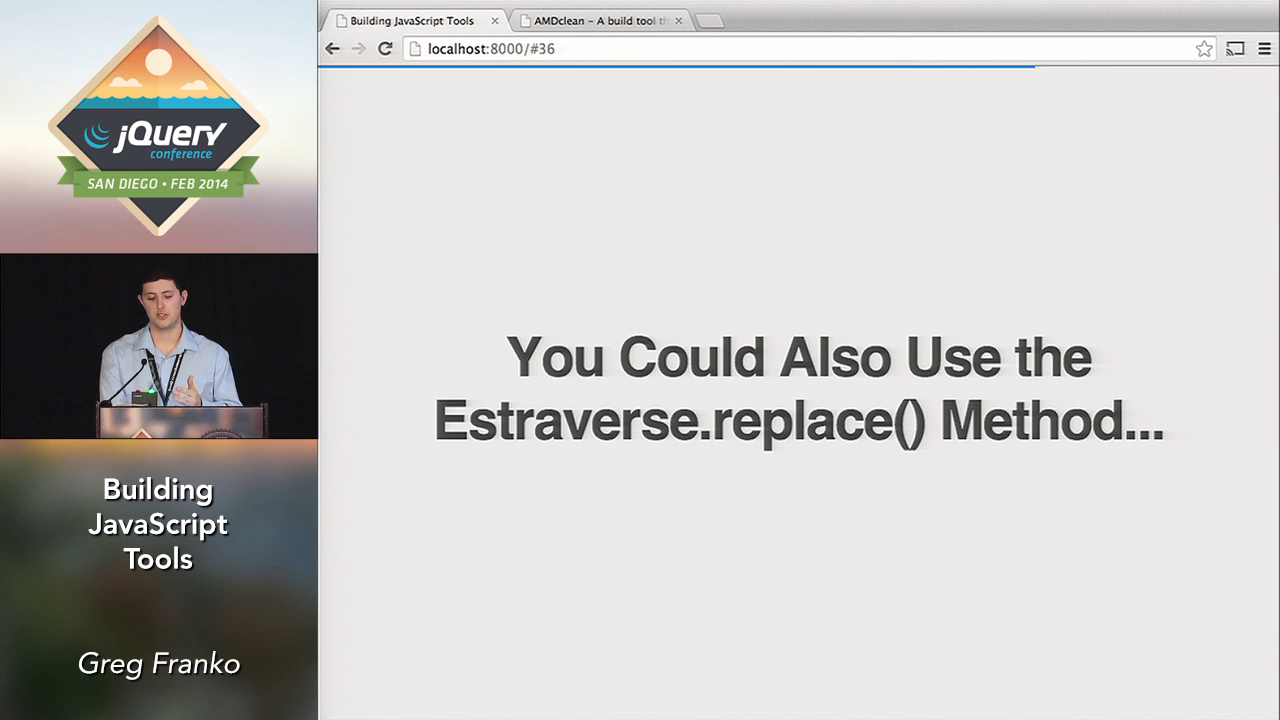 jQuery
conference
SAN DIEGO • FEB 2014
Building
JavaScript
Tools
Greg Franko
Building JavaScript Tools
AMDclean – A build tool th
localhost:8000/#36
You Could Also Use the
Estraverse.replace() Method...